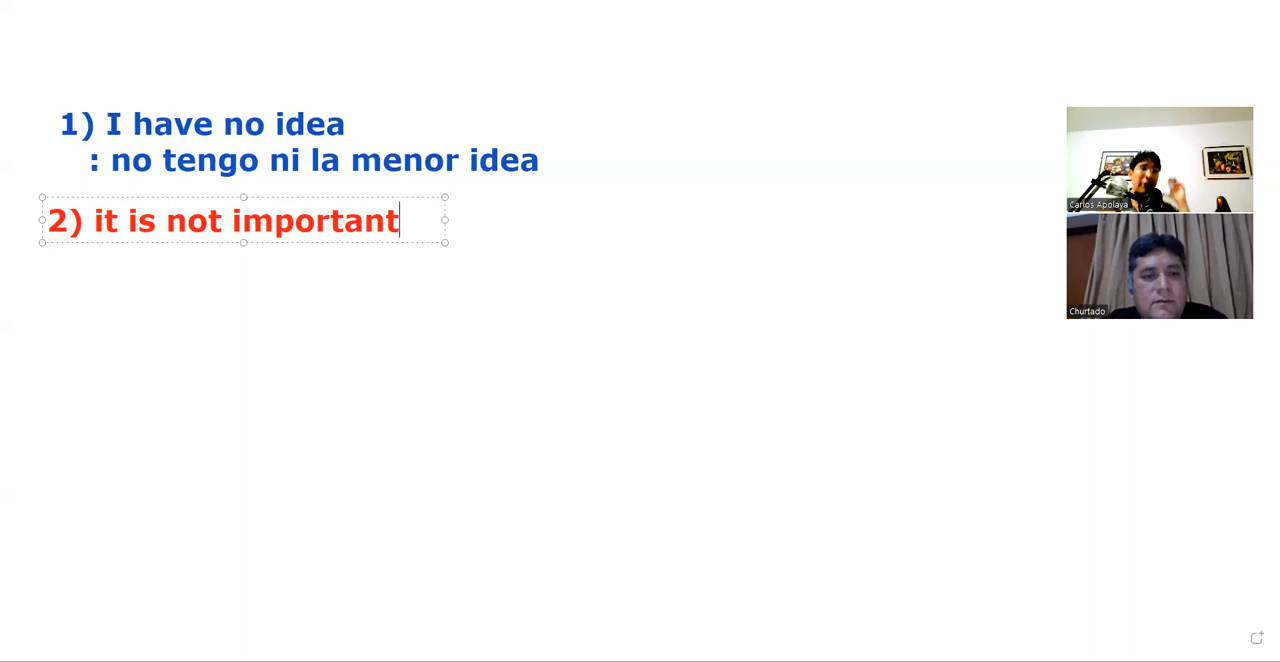 1) I have no idea
: no tengo ni la menor idea
2) it is not important
Carlos Apolaya
Churtado